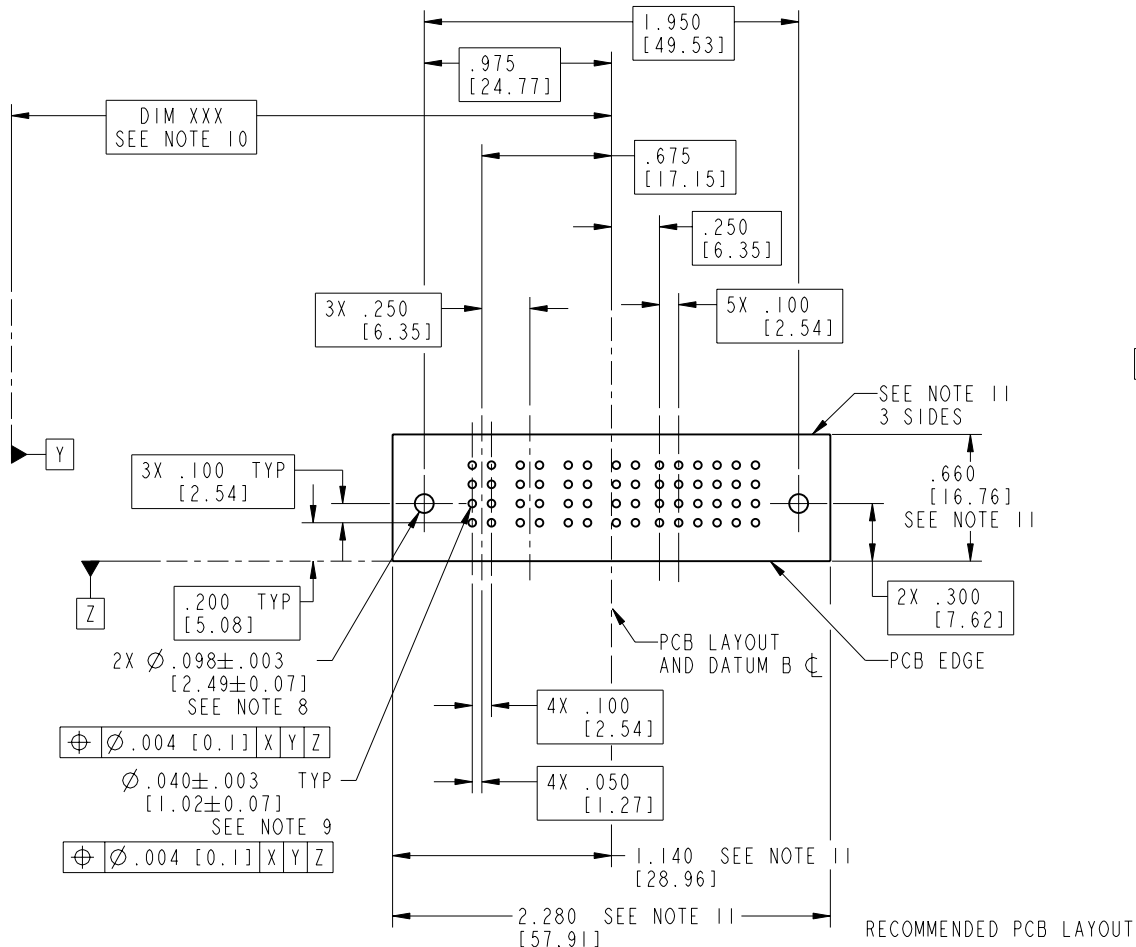 1.950
[49.53]
.975
[24.77]
DIM XXX
SEE NOTE 10
.675
[17.15]
.250
[6.35]
3X .250
[6.35]
5X .100
[2.54]
SEE NOTE 11
3 SIDES
Y
3X .100 TYP
[2.54]
.660
[16.76]
SEE NOTE 11
Z
.200 TYP
[5.08]
2X .300
[7.62]
PCB LAYOUT
AND DATUM B ℄
PCB EDGE
2X Ø.098±.003
[2.49±0.07]
SEE NOTE 8
⌖ Ø.004 [0.1] X Y Z
4X .100
[2.54]
Ø.040±.003 TYP
[1.02±0.07]
SEE NOTE 9
⌖ Ø.004 [0.1] X Y Z
4X .050
[1.27]
1.140 SEE NOTE 11
[28.96]
2.280 SEE NOTE 11
[57.91]
RECOMMENDED PCB LAYOUT